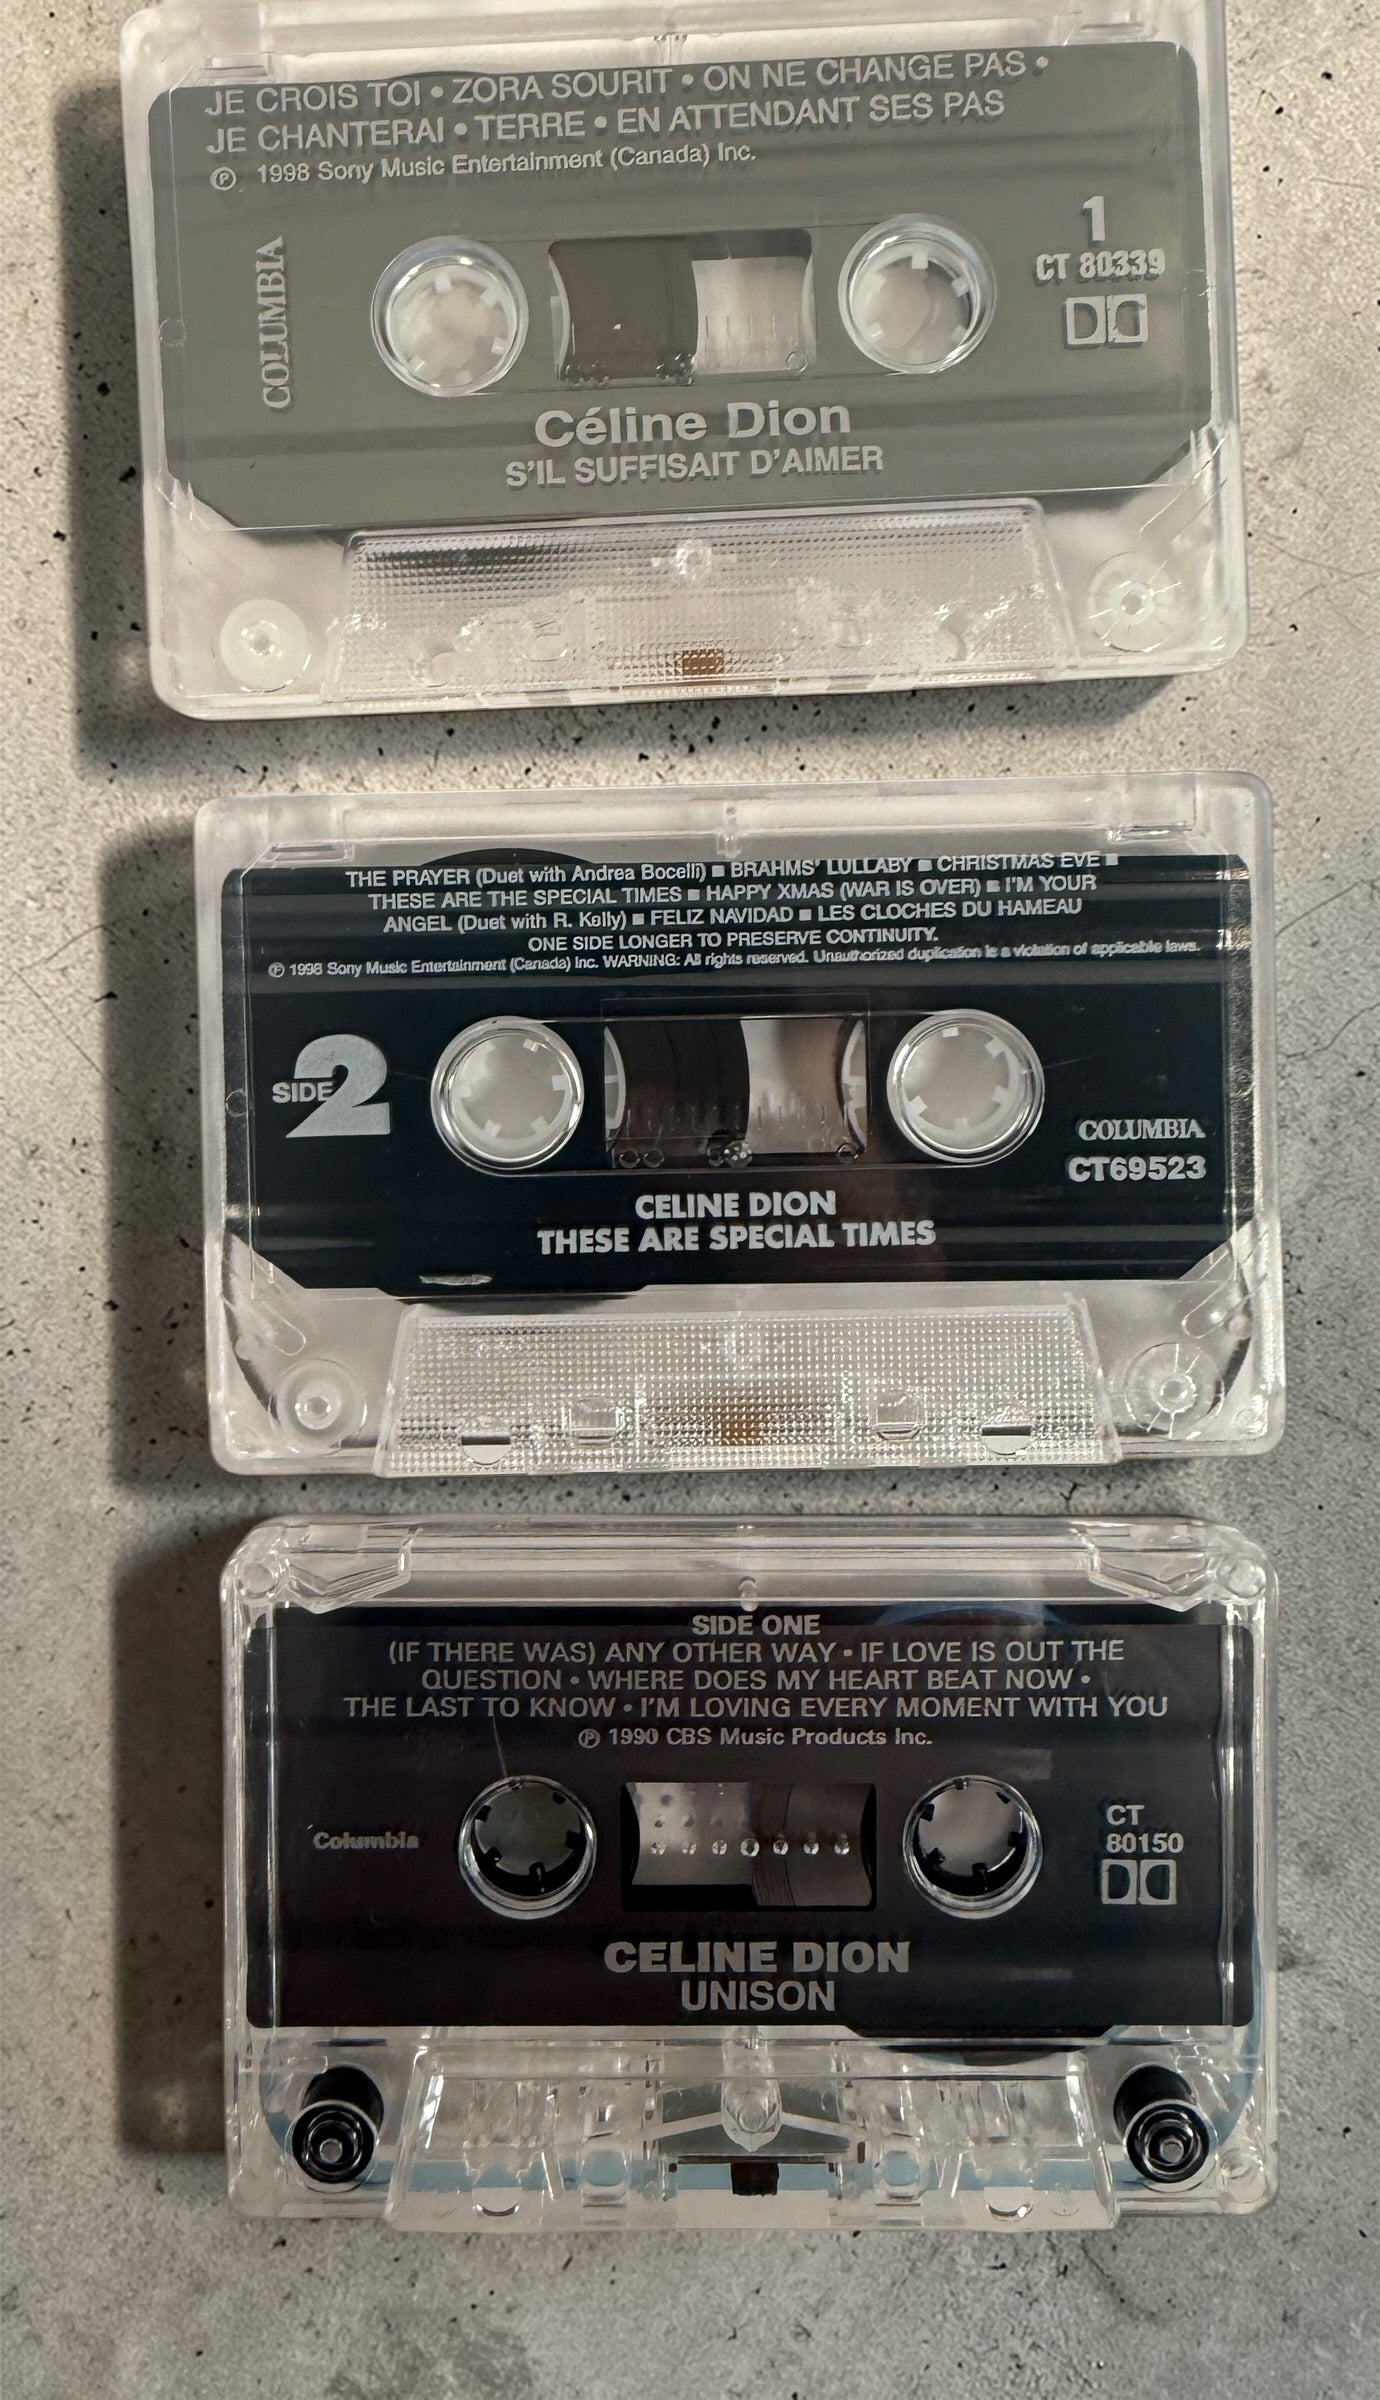 JE CROIS TOI • ZORA SOURIT • ON NE CHANGE PAS •
JE CHANTERAI • TERRE • EN ATTENDANT SES PAS
℗ 1998 Sony Music Entertainment (Canada) Inc.
COLUMBIA
1
CT 80339
Céline Dion
S'IL SUFFISAIT D'AIMER
THE PRAYER (Duet with Andrea Bocelli) ■ BRAHMS' LULLABY ■ CHRISTMAS EVE ■
THESE ARE THE SPECIAL TIMES ■ HAPPY XMAS (WAR IS OVER) ■ I'M YOUR
ANGEL (Duet with R. Kelly) ■ FELIZ NAVIDAD ■ LES CLOCHES DU HAMEAU
ONE SIDE LONGER TO PRESERVE CONTINUITY.
℗ 1998 Sony Music Entertainment (Canada) Inc. WARNING: All rights reserved. Unauthorized duplication is a violation of applicable laws.
SIDE 2
COLUMBIA
CT69523
CELINE DION
THESE ARE SPECIAL TIMES
SIDE ONE
(IF THERE WAS) ANY OTHER WAY • IF LOVE IS OUT THE
QUESTION • WHERE DOES MY HEART BEAT NOW •
THE LAST TO KNOW • I'M LOVING EVERY MOMENT WITH YOU
℗ 1990 CBS Music Products Inc.
Columbia
CT
80150
CELINE DION
UNISON